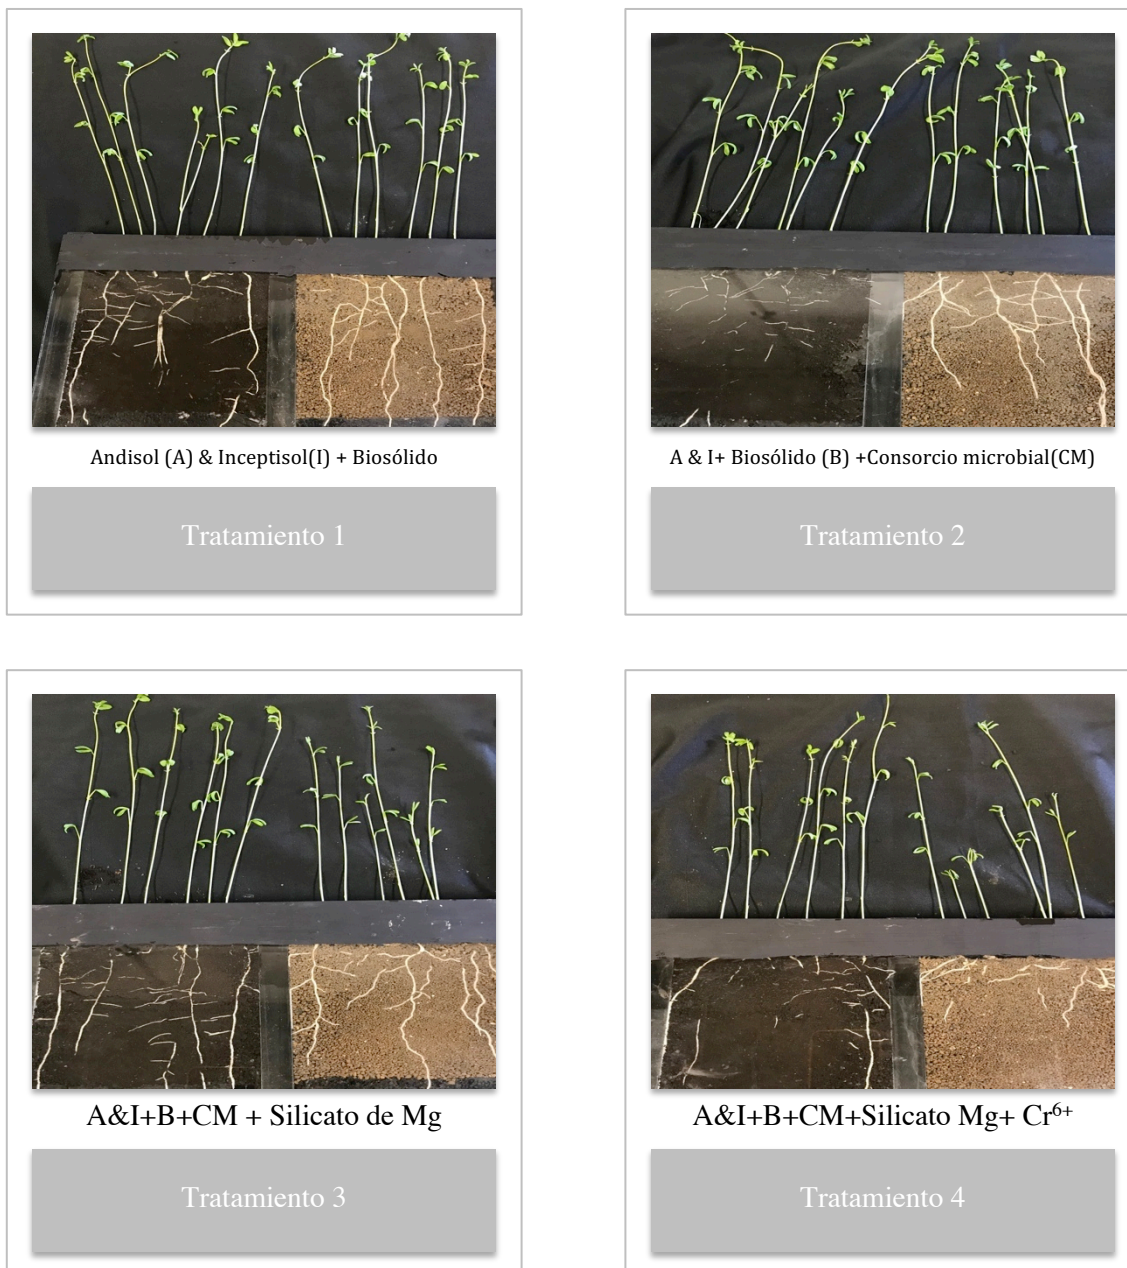 Andisol (A) & Inceptisol(I) + Biosólido
A & I+ Biosólido (B) +Consorcio microbial(CM)
Tratamiento 1
Tratamiento 2
A&I+B+CM + Silicato de Mg
A&I+B+CM+Silicato Mg+ Cr⁶⁺
Tratamiento 3
Tratamiento 4